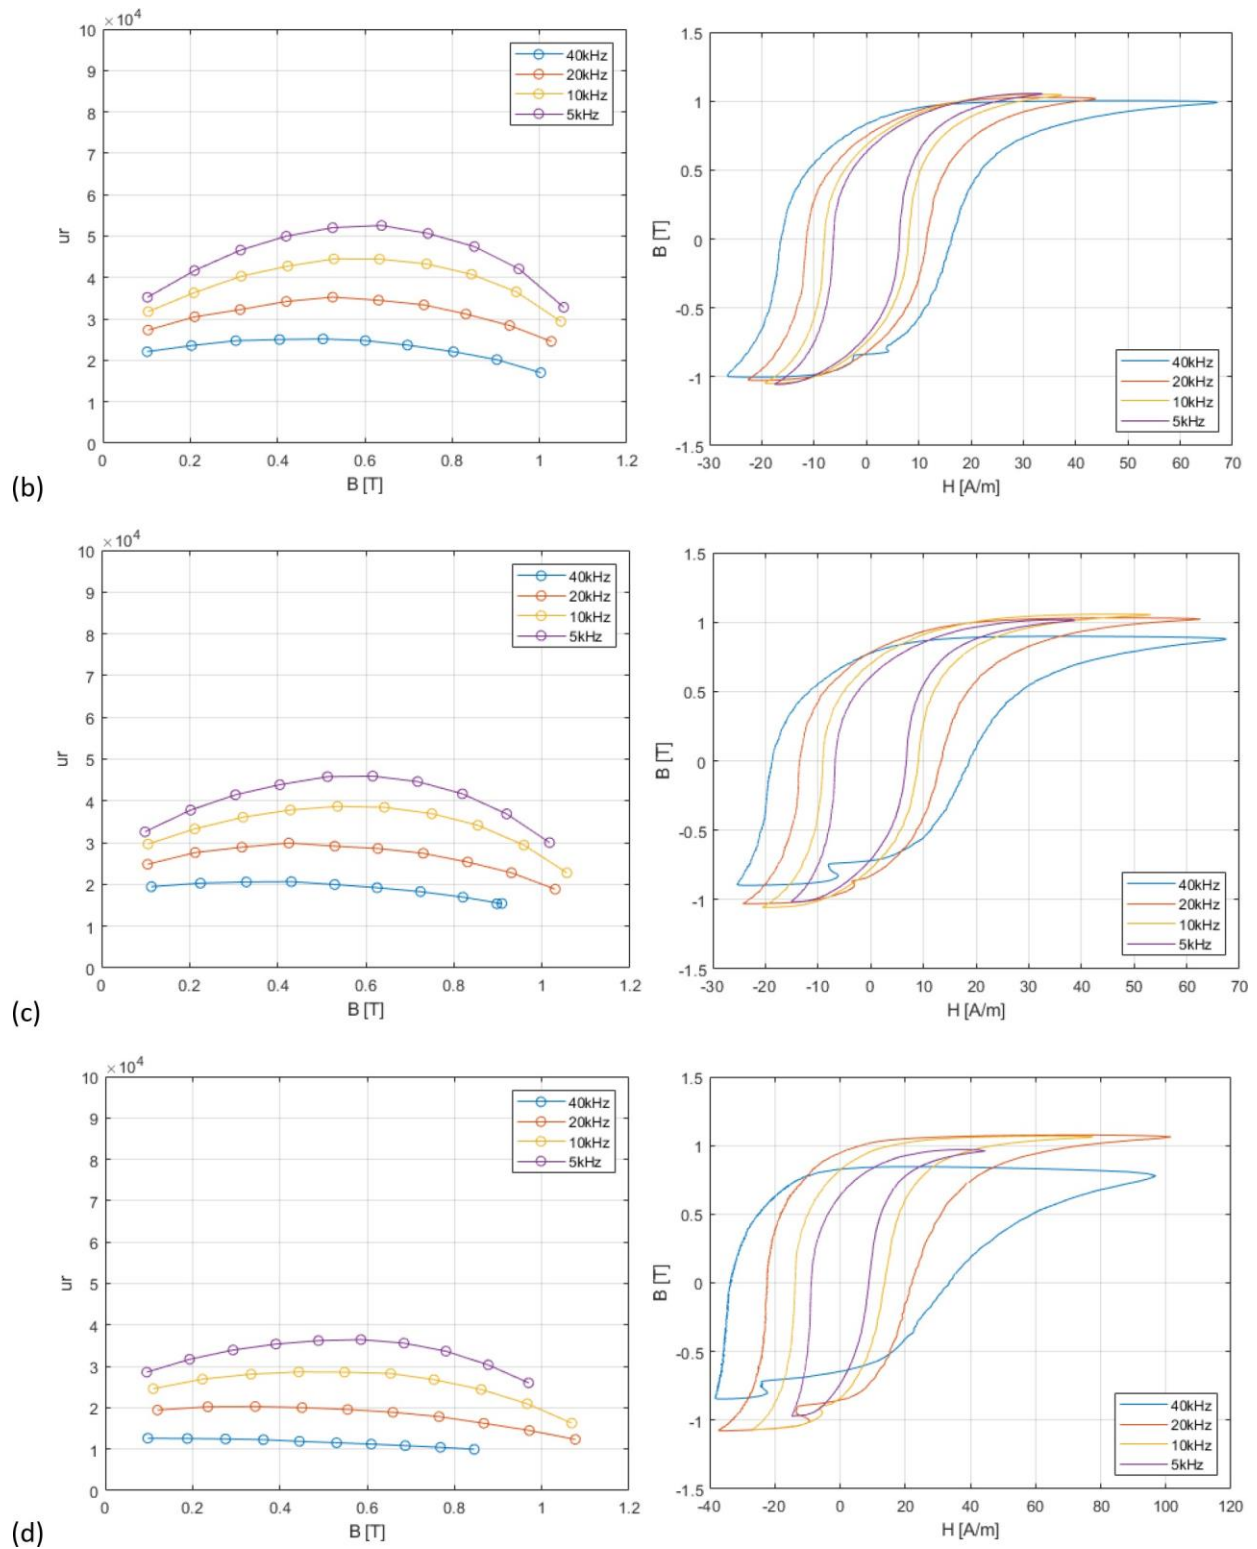 ×10⁴
10
9
8
7
6
5
4
3
2
1
0
ur
0
0.2
0.4
0.6
0.8
1
1.2
B [T]
40kHz
20kHz
10kHz
5kHz
1.5
1
0.5
0
-0.5
-1
-1.5
B [T]
-30
-20
-10
0
10
20
30
40
50
60
70
H [A/m]
40kHz
20kHz
10kHz
5kHz
(b)
×10⁴
10
9
8
7
6
5
4
3
2
1
0
ur
0
0.2
0.4
0.6
0.8
1
1.2
B [T]
40kHz
20kHz
10kHz
5kHz
1.5
1
0.5
0
-0.5
-1
-1.5
B [T]
-30
-20
-10
0
10
20
30
40
50
60
70
H [A/m]
40kHz
20kHz
10kHz
5kHz
(c)
×10⁴
10
9
8
7
6
5
4
3
2
1
0
ur
0
0.2
0.4
0.6
0.8
1
1.2
B [T]
40kHz
20kHz
10kHz
5kHz
1.5
1
0.5
0
-0.5
-1
-1.5
B [T]
-40
-20
0
20
40
60
80
100
120
H [A/m]
40kHz
20kHz
10kHz
5kHz
(d)